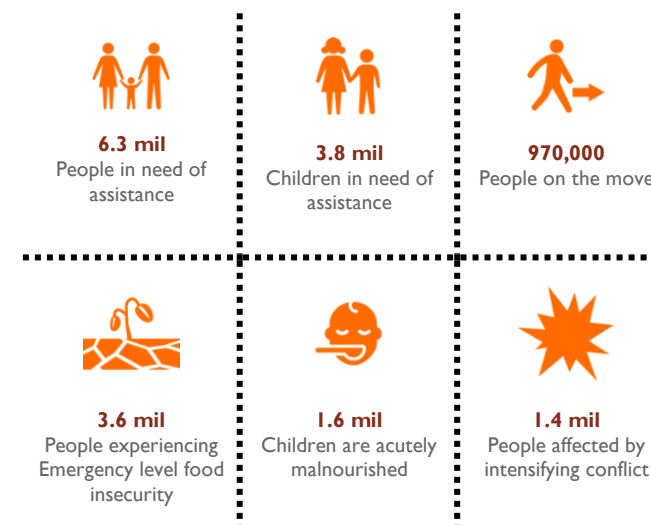 6.3 mil
People in need of
assistance
3.8 mil
Children in need of
assistance
970,000
People on the move
3.6 mil
People experiencing
Emergency level food
insecurity
1.6 mil
Children are acutely
malnourished
1.4 mil
People affected by
intensifying conflict